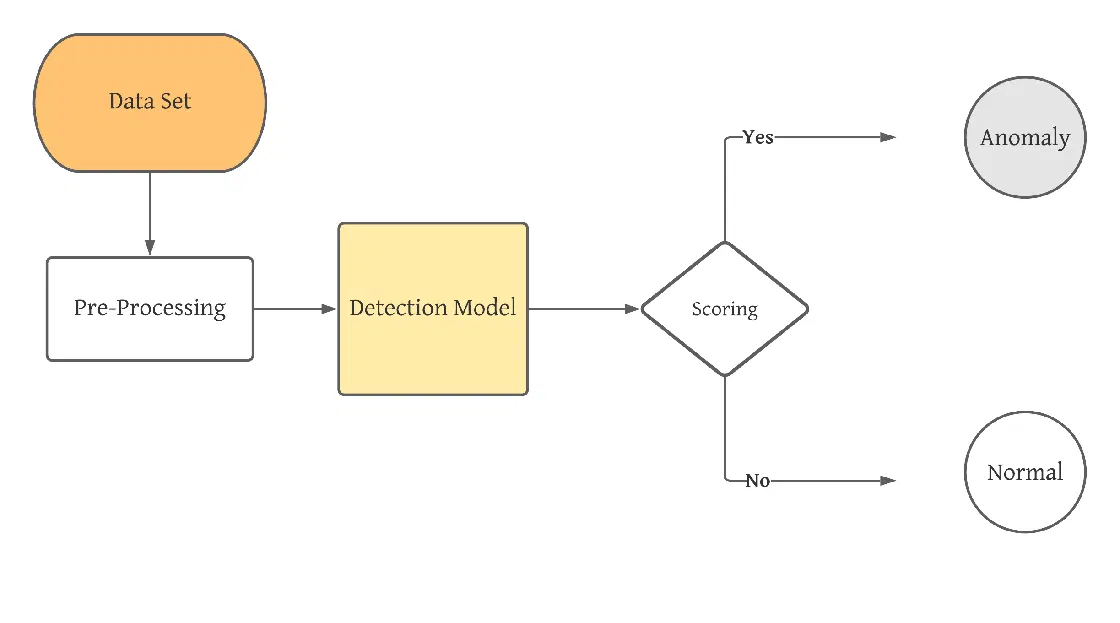 Data Set
Pre-Processing
Detection Model
Scoring
Yes
Anomaly
No
Normal